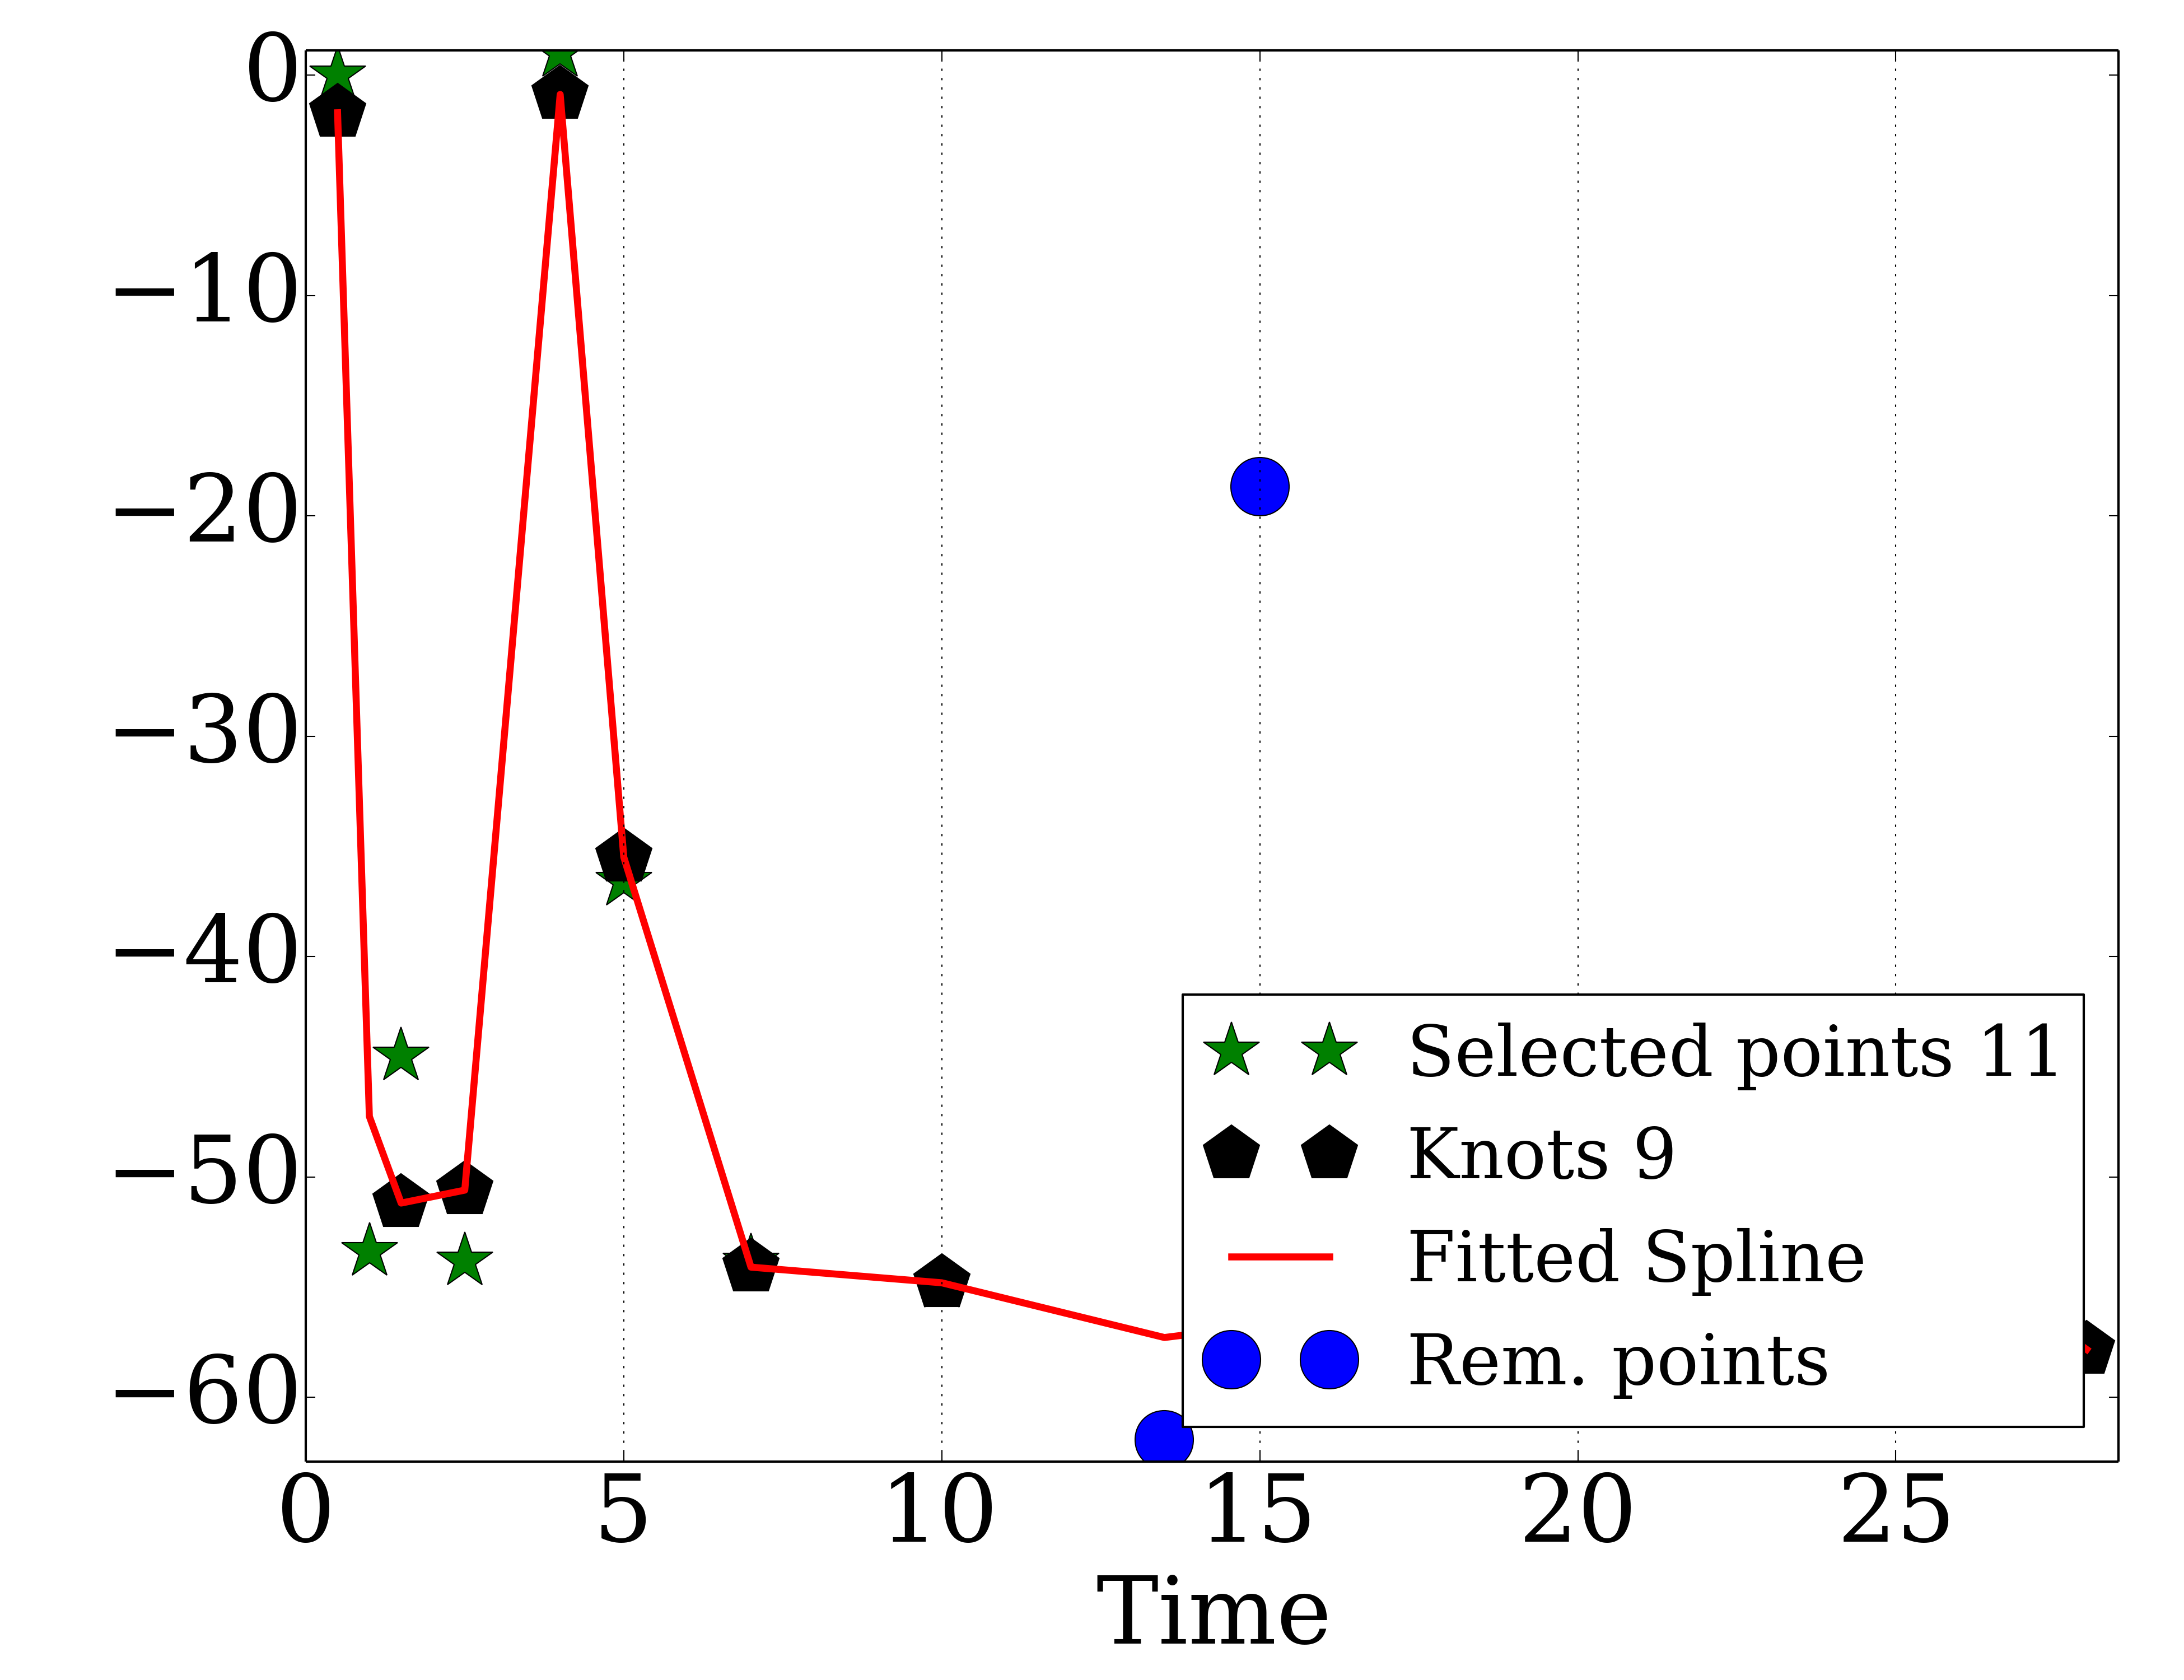 0
−10
−20
−30
−40
−50
−60
Selected points 11
Knots 9
Fitted Spline
Rem. points
0 5 10 15 20 25
Time